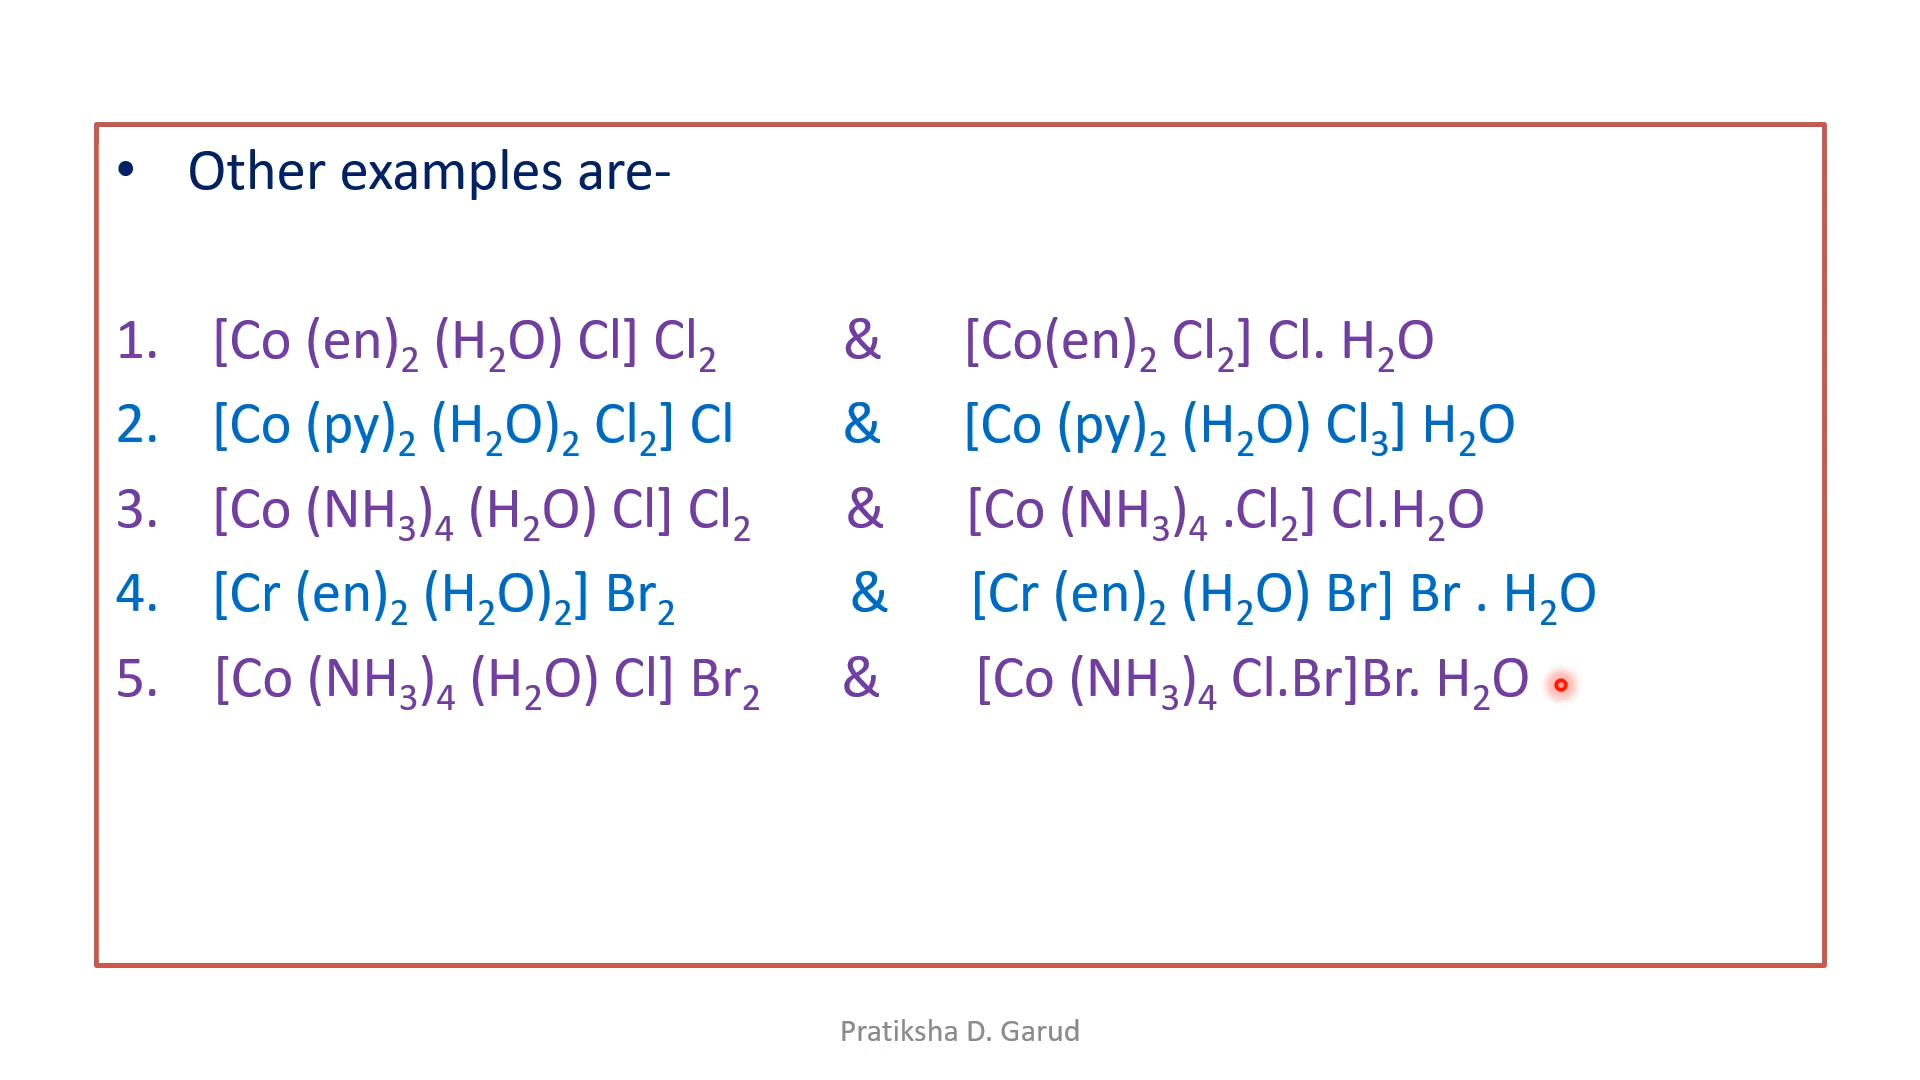 • Other examples are-
1. [Co (en)₂ (H₂O) Cl] Cl₂ & [Co(en)₂ Cl₂] Cl. H₂O
2. [Co (py)₂ (H₂O)₂ Cl₂] Cl & [Co (py)₂ (H₂O) Cl₃] H₂O
3. [Co (NH₃)₄ (H₂O) Cl] Cl₂ & [Co (NH₃)₄ .Cl₂] Cl.H₂O
4. [Cr (en)₂ (H₂O)₂] Br₂ & [Cr (en)₂ (H₂O) Br] Br . H₂O
5. [Co (NH₃)₄ (H₂O) Cl] Br₂ & [Co (NH₃)₄ Cl.Br]Br. H₂O
Pratiksha D. Garud